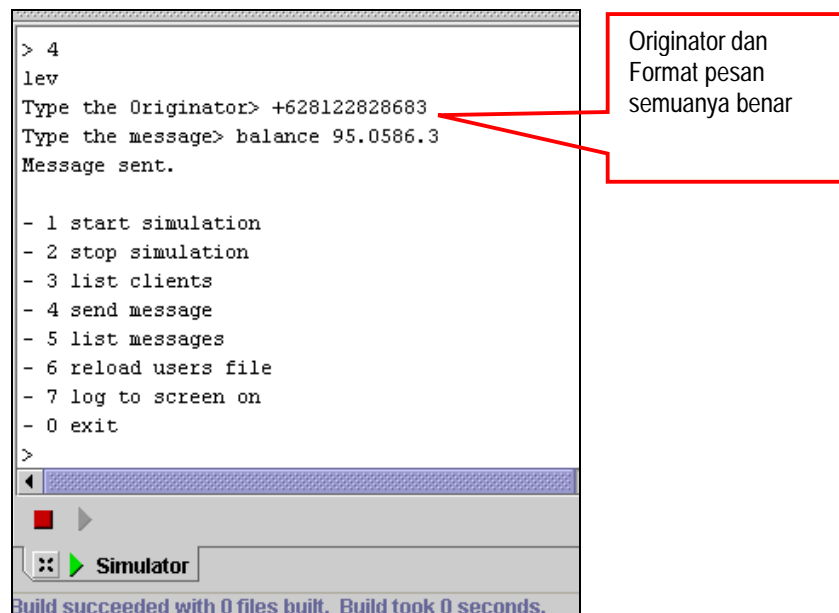 > 4
lev
Type the Originator> +628122828683
Type the message> balance 95.0586.3
Message sent.
- 1 start simulation
- 2 stop simulation
- 3 list clients
- 4 send message
- 5 list messages
- 6 reload users file
- 7 log to screen on
- 0 exit
>
Simulator
Build succeeded with 0 files built. Build took 0 seconds.
Originator dan
Format pesan
semuanya benar